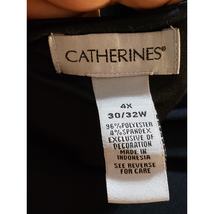 CATHERINES®
4X
30/32W
96% POLYESTER
4% SPANDEX
EXCLUSIVE OF
DECORATION
MADE IN
INDONESIA
SEE REVERSE
FOR CARE